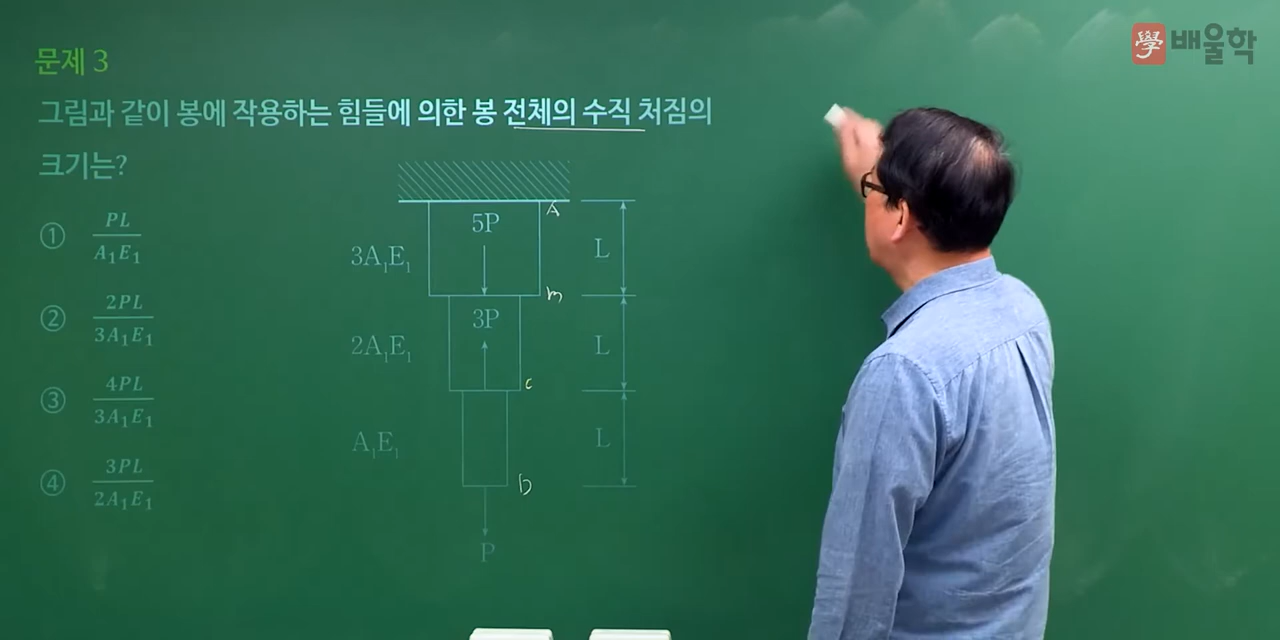 學 배울학
문제 3
그림과 같이 봉에 작용하는 힘들에 의한 봉 전체의 수직 처짐의
크기는?
① PL/A₁E₁
② 2PL/3A₁E₁
③ 4PL/3A₁E₁
④ 3PL/2A₁E₁
A
5P
3A₁E₁
L
B
3P
2A₁E₁
L
C
A₁E₁
L
D
P